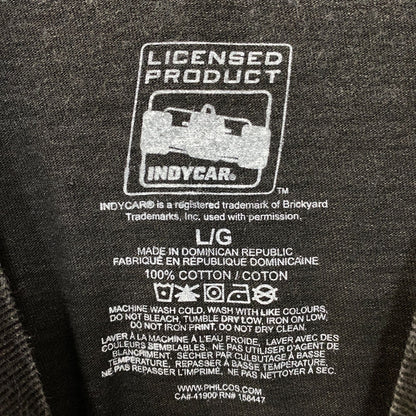 LICENSED
PRODUCT
INDYCAR®
TM
INDYCAR® is a registered trademark of Brickyard
Trademarks, Inc. used with permission.
L/G
MADE IN DOMINICAN REPUBLIC
FABRIQUÉ EN REPUBLIQUE DOMINICAINE
100% COTTON / COTON
MACHINE WASH COLD, WASH WITH LIKE COLOURS,
DO NOT BLEACH, TUMBLE DRY LOW, IRON ON LOW,
DO NOT IRON PRINT, DO NOT DRY CLEAN.
LAVER À LA MACHINE À L'EAU FROIDE, LAVER AVEC DES
COULEURS SEMBLABLES. NE PAS UTILISER D'AGENT DE
BLANCHIMENT, SÉCHER PAR CULBUTAGE À BASSE
TEMPÉRATURE, REPASSER À BASSE TEMPÉRATURE,
NE PAS REPASSER L'IMPRIMÉ, NE PAS NETTOYER À SEC.
WWW.PHILCOS.COM
CA#-41900 RN# 158447